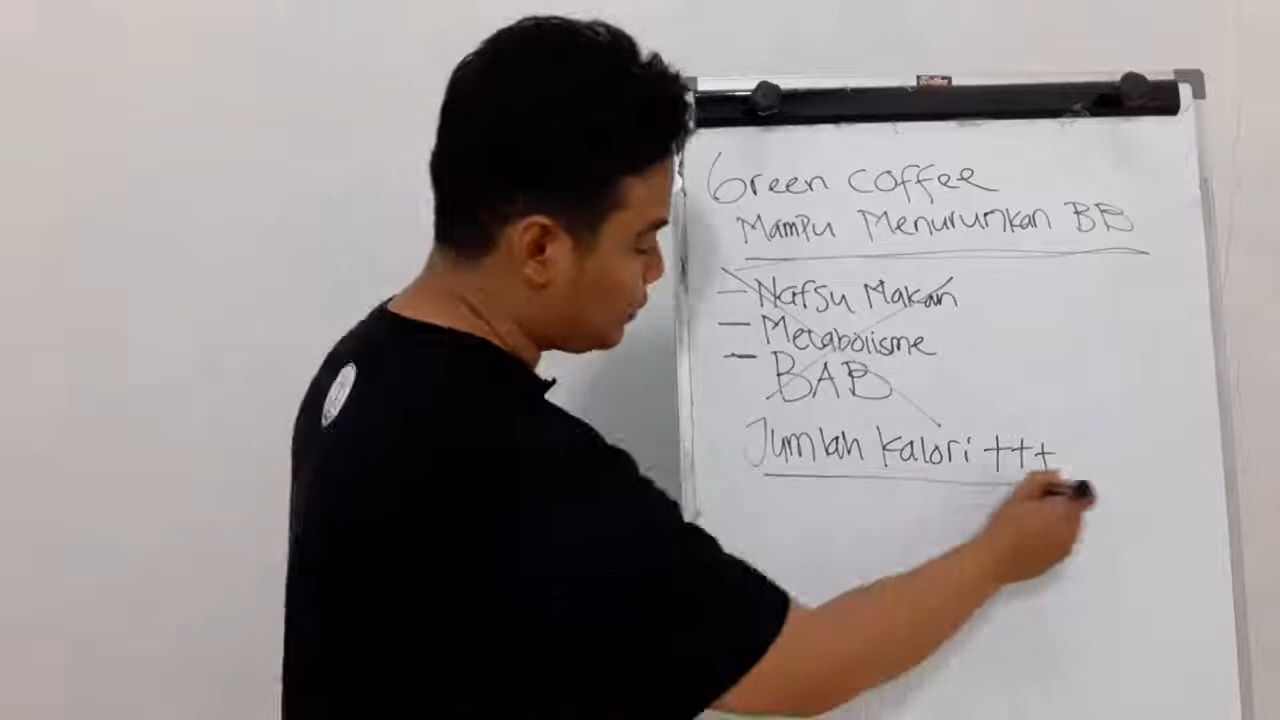 Green coffee
Mampu Menurunkan BB
- Nafsu Makan
- Metabolisme
- BAB
Jumlah Kalori +++